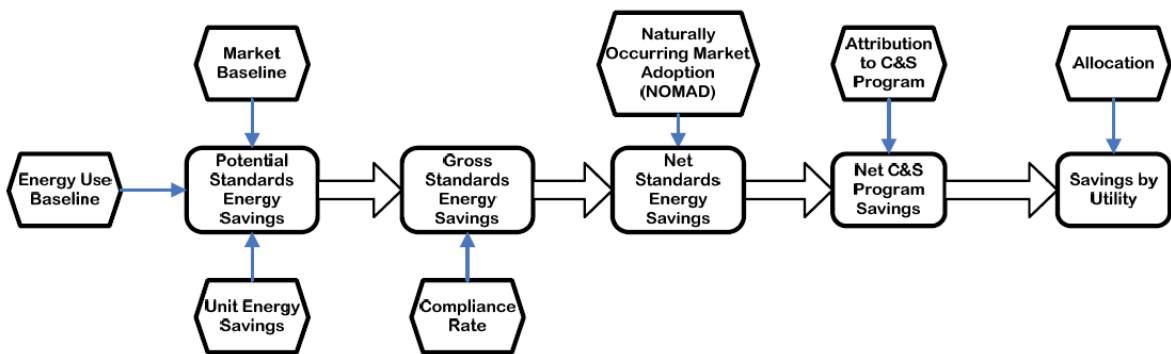 Market
Baseline
Naturally
Occurring Market
Adoption
(NOMAD)
Attribution
to C&S
Program
Allocation
Energy Use
Baseline
Potential
Standards
Energy
Savings
Gross
Standards
Energy
Savings
Net
Standards
Energy
Savings
Net C&S
Program
Savings
Savings by
Utility
Unit Energy
Savings
Compliance
Rate